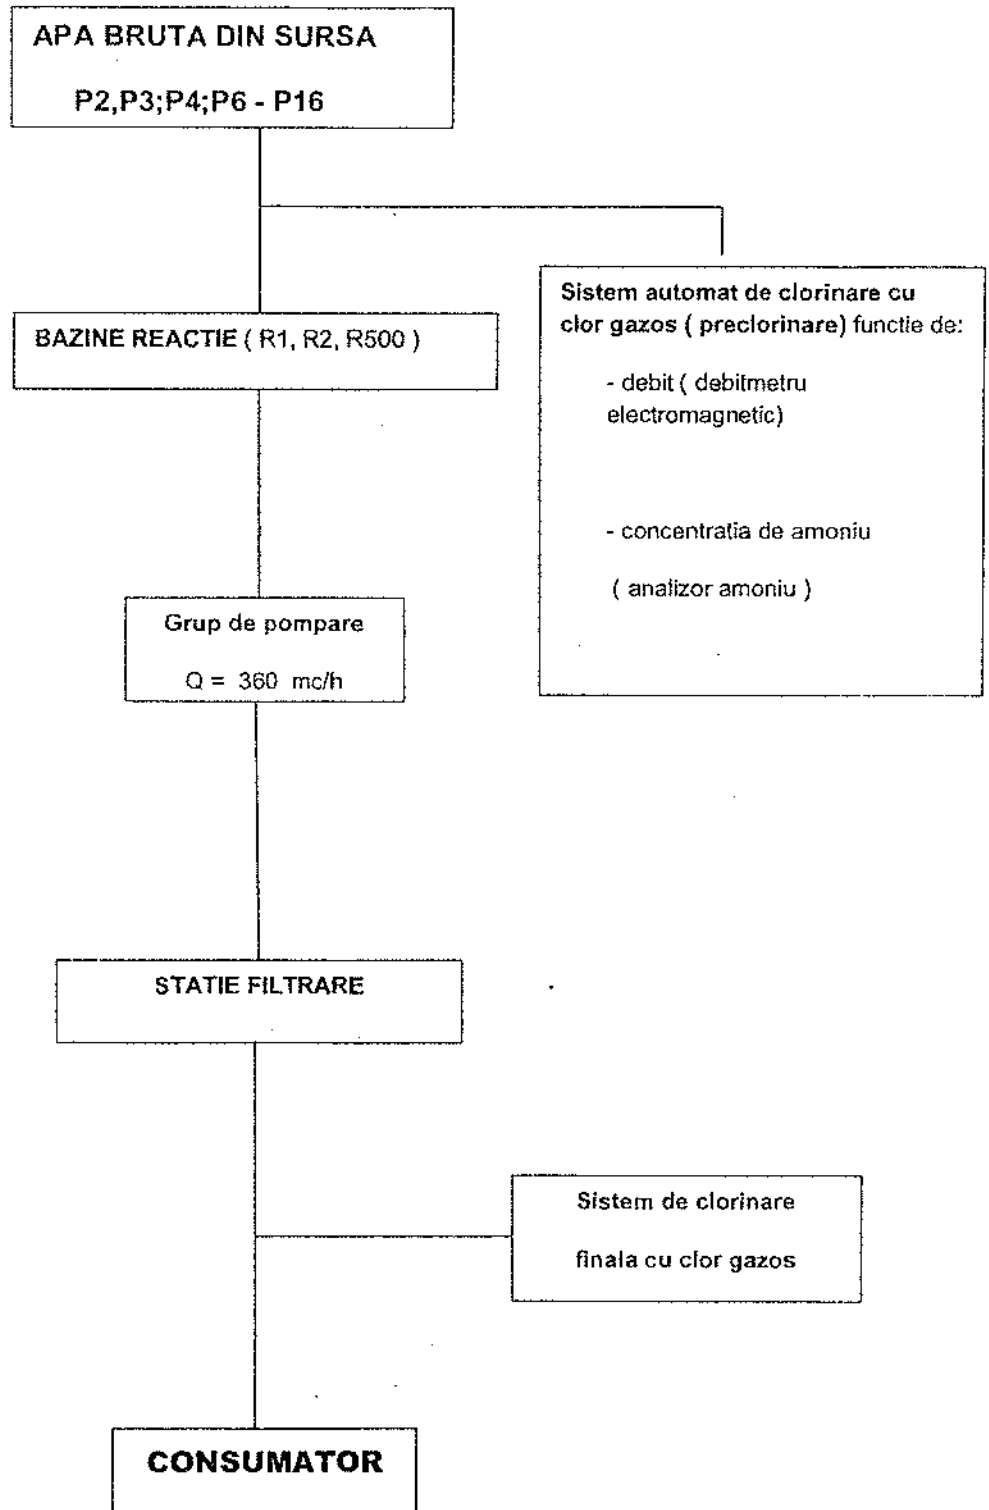 APA BRUTA DIN SURSA
P2,P3;P4;P6 - P16
Sistem automat de clorinare cu
clor gazos ( preclorinare) functie de:
- debit ( debitmetru
electromagnetic)
- concentratia de amoniu
( analizor amoniu )
BAZINE REACTIE ( R1, R2, R500 )
Grup de pompare
Q = 360 mc/h
STATIE FILTRARE
Sistem de clorinare
finala cu clor gazos
CONSUMATOR